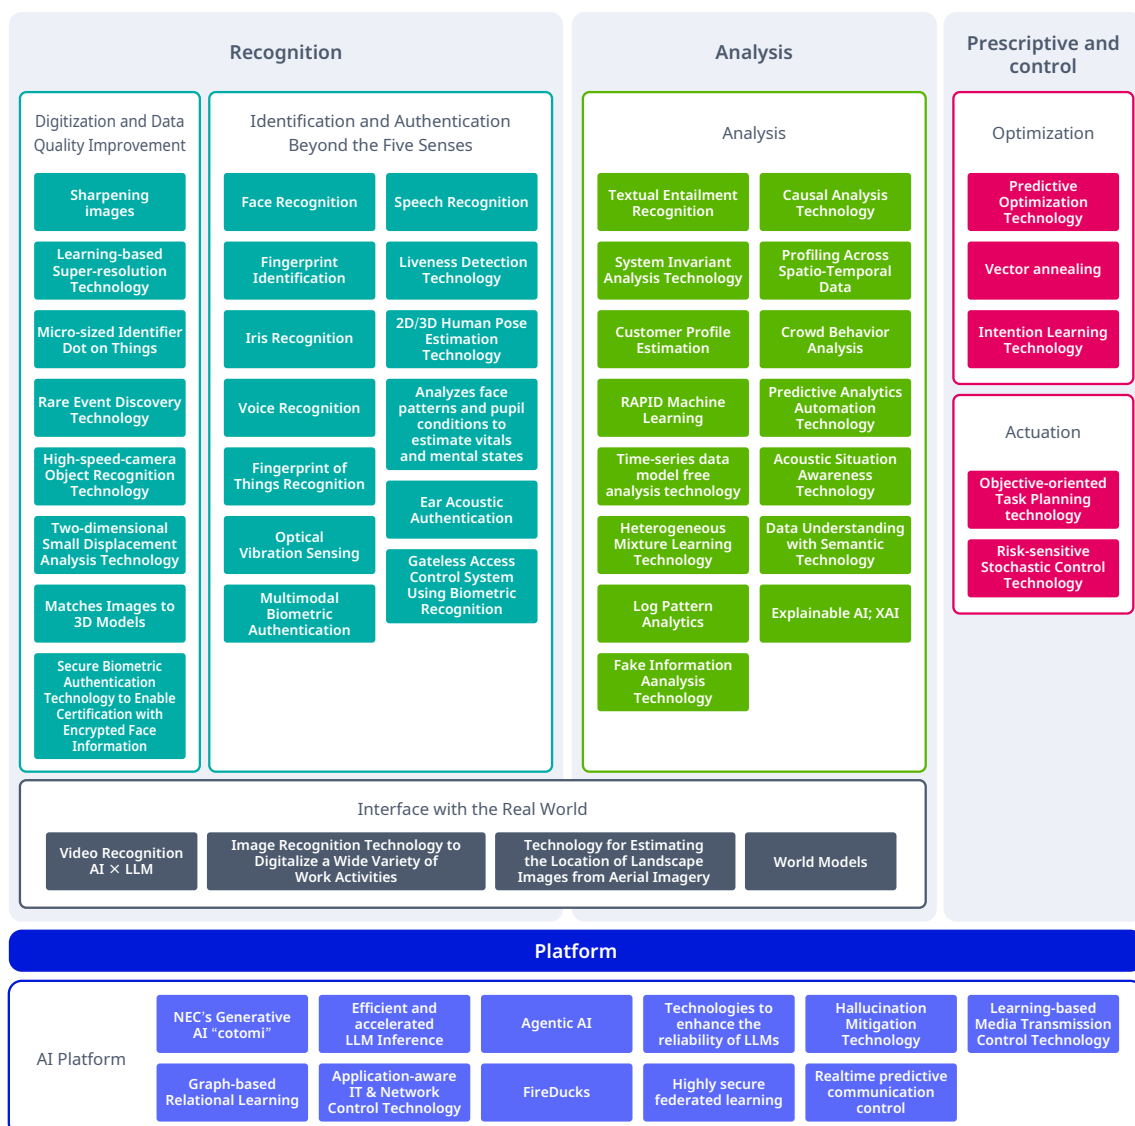 Recognition
Digitization and Data
Quality Improvement
Sharpening
images
Learning-based
Super-resolution
Technology
Micro-sized Identifier
Dot on Things
Rare Event Discovery
Technology
High-speed-camera
Object Recognition
Technology
Two-dimensional
Small Displacement
Analysis Technology
Matches Images to
3D Models
Secure Biometric
Authentication
Technology to Enable
Certification with
Encrypted Face
Information
Identification and Authentication
Beyond the Five Senses
Face Recognition
Fingerprint
Identification
Iris Recognition
Voice Recognition
Fingerprint of
Things Recognition
Optical
Vibration Sensing
Multimodal
Biometric
Authentication
Speech Recognition
Liveness Detection
Technology
2D/3D Human Pose
Estimation
Technology
Analyzes face
patterns and pupil
conditions to
estimate vitals
and mental states
Ear Acoustic
Authentication
Gateless Access
Control System
Using Biometric
Recognition
Analysis
Analysis
Textual Entailment
Recognition
System Invariant
Analysis Technology
Customer Profile
Estimation
RAPID Machine
Learning
Time-series data
model free
analysis technology
Heterogeneous
Mixture Learning
Technology
Log Pattern
Analytics
Fake Information
Aanalysis
Technology
Causal Analysis
Technology
Profiling Across
Spatio-Temporal
Data
Crowd Behavior
Analysis
Predictive Analytics
Automation
Technology
Acoustic Situation
Awareness
Technology
Data Understanding
with Semantic
Technology
Explainable AI; XAI
Prescriptive and
control
Optimization
Predictive
Optimization
Technology
Vector annealing
Intention Learning
Technology
Actuation
Objective-oriented
Task Planning
technology
Risk-sensitive
Stochastic Control
Technology
Interface with the Real World
Video Recognition
AI × LLM
Image Recognition Technology to
Digitalize a Wide Variety of
Work Activities
Technology for Estimating
the Location of Landscape
Images from Aerial Imagery
World Models
Platform
AI Platform
NEC's Generative
AI “cotomi”
Efficient and
accelerated
LLM Inference
Agentic AI
Technologies to
enhance the
reliability of LLMs
Hallucination
Mitigation
Technology
Learning-based
Media Transmission
Control Technology
Graph-based
Relational Learning
Application-aware
IT & Network
Control Technology
FireDucks
Highly secure
federated learning
Realtime predictive
communication
control